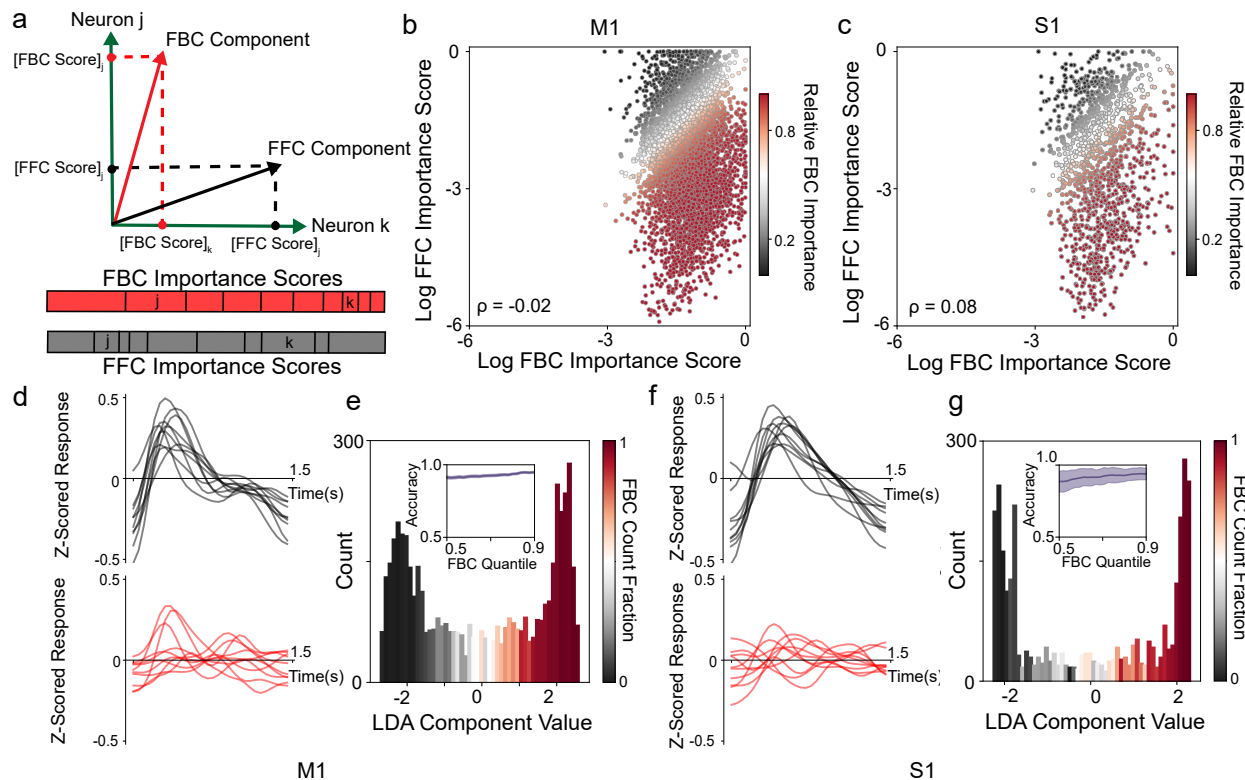 a
Neuron j
FBC Component
[FBC Score]j
FFC Component
[FFC Score]j
Neuron k
[FBC Score]k
[FFC Score]j
FBC Importance Scores
j
k
j
k
FFC Importance Scores
b
M1
0
Log FFC Importance Score
-3
-6
ρ = -0.02
-6
-3
0
Log FBC Importance Score
0.8
0.2
Relative FBC Importance
c
S1
0
Log FFC Importance Score
-3
-6
ρ = 0.08
-6
-3
0
Log FBC Importance Score
0.8
0.2
Relative FBC Importance
d
Z-Scored Response
0.5
0
-0.5
1.5
Time(s)
Z-Scored Response
0.5
0
-0.5
1.5
Time(s)
e
300
Count
0
-2
0
2
LDA Component Value
Accuracy
1.0
0.5
0.5
0.9
FBC Quantile
1
0
FBC Count Fraction
M1
f
Z-Scored Response
0.5
0
-0.5
1.5
Time(s)
Z-Scored Response
0.5
0
-0.5
1.5
Time(s)
g
300
Count
0
-2
0
2
LDA Component Value
Accuracy
1.0
0.5
0.5
0.9
FBC Quantile
1
0
FBC Count Fraction
S1